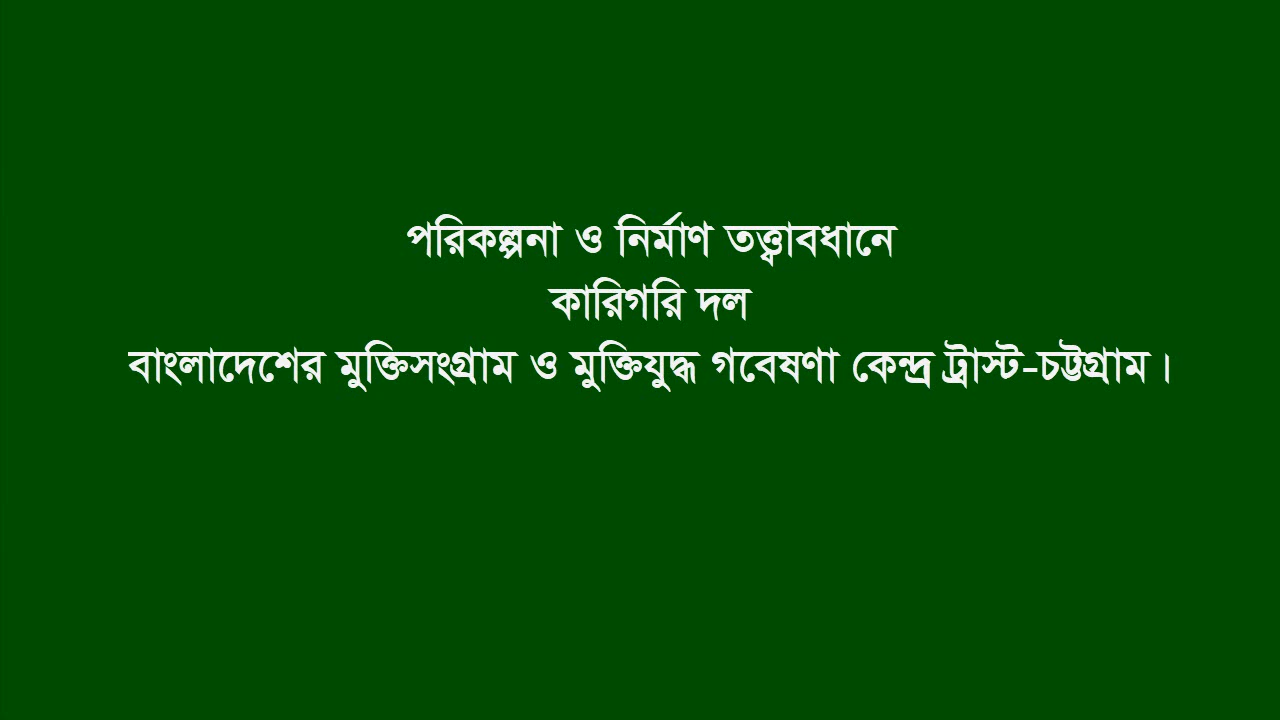 পরিকল্পনা ও নির্মাণ তত্ত্বাবধানে
কারিগরি দল
বাংলাদেশের মুক্তিসংগ্রাম ও মুক্তিযুদ্ধ গবেষণা কেন্দ্র ট্রাস্ট-চট্টগ্রাম।